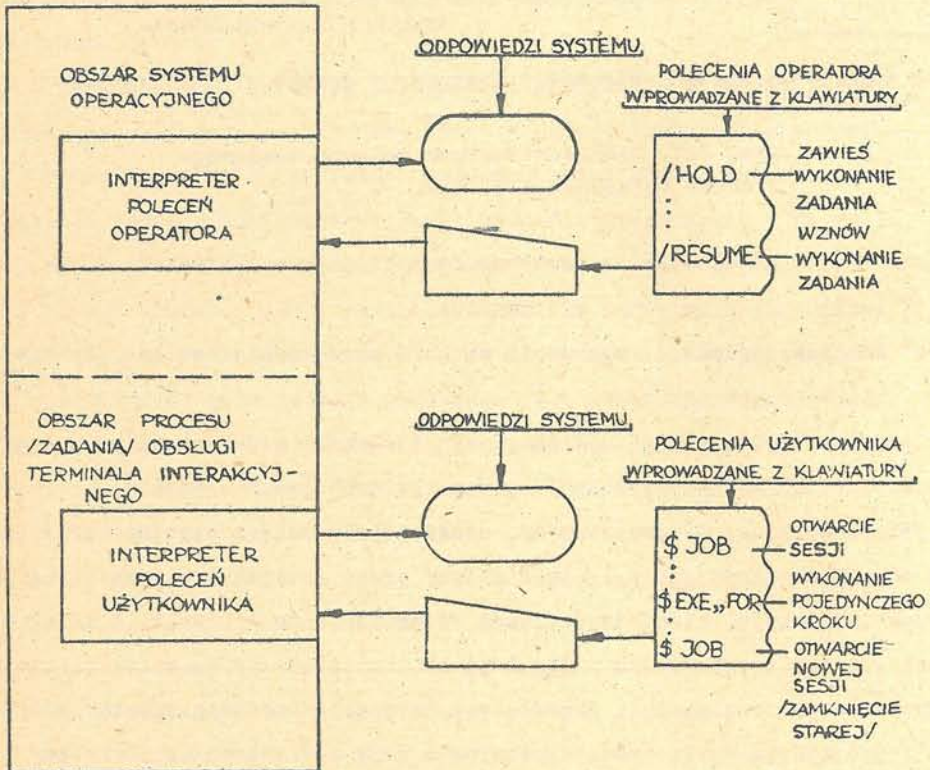 OBSZAR SYSTEMU
OPERACYJNEGO
INTERPRETER
POLECEŃ
OPERATORA
ODPOWIEDZI SYSTEMU
POLECENIA OPERATORA
WPROWADZANE Z KLAWIATURY
/HOLD
/RESUME
ZAWIEŚ
WYKONANIE
ZADANIA
WZNÓW
WYKONANIE
ZADANIA
OBSZAR PROCESU
/ZADANIA/ OBSŁUGI
TERMINALA INTERAKCYJ-
NEGO
INTERPRETER
POLECEŃ
UŻYTKOWNIKA
ODPOWIEDZI SYSTEMU
POLECENIA UŻYTKOWNIKA
WPROWADZANE Z KLAWIATURY
$ JOB
$ EXE,,FOR
$ JOB
OTWARCIE
SESJI
WYKONANIE
POJEDYNCZEGO
KROKU
OTWARCIE
NOWEJ
SESJI
/ZAMKNIĘCIE
STAREJ/